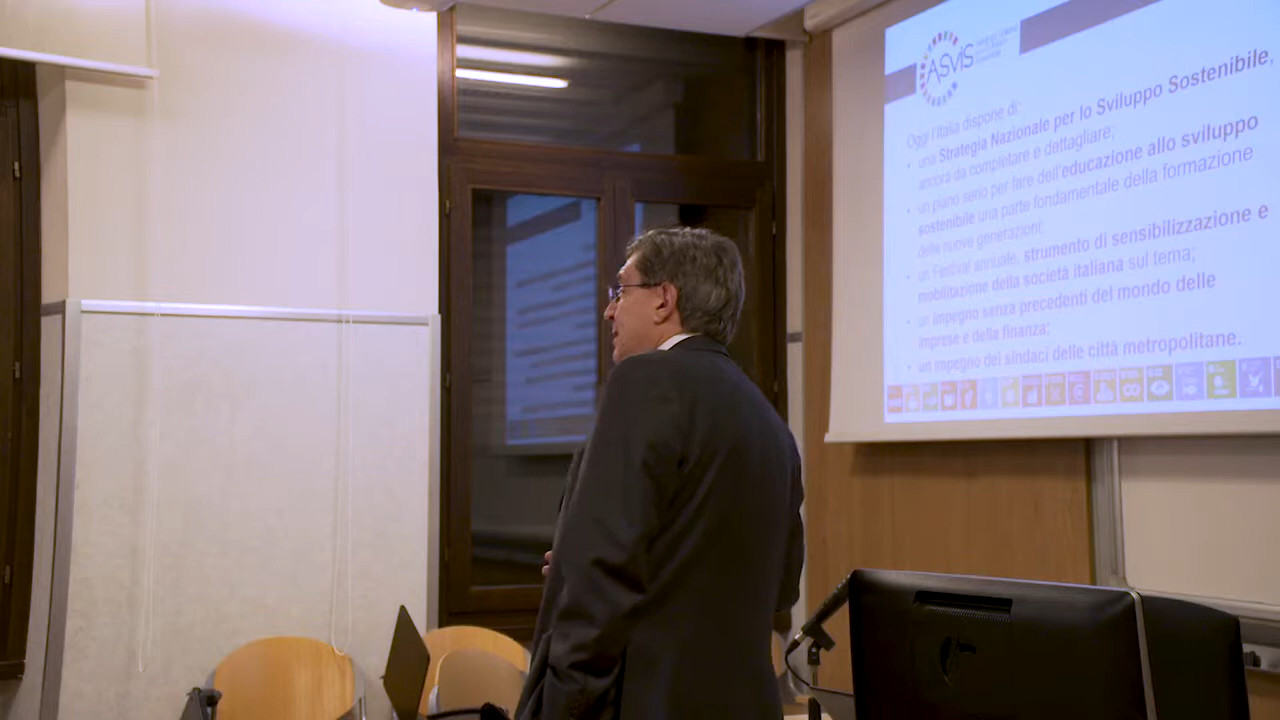 ASviS
Oggi l'Italia dispone di:
• una Strategia Nazionale per lo Sviluppo Sostenibile,
ancora da completare e dettagliare;
• un piano serio per fare dell'educazione allo sviluppo
sostenibile una parte fondamentale della formazione
delle nuove generazioni;
• un Festival annuale, strumento di sensibilizzazione e
mobilitazione della società italiana sul tema;
• un impegno senza precedenti del mondo delle
imprese e della finanza;
• un impegno dei sindaci delle città metropolitane.